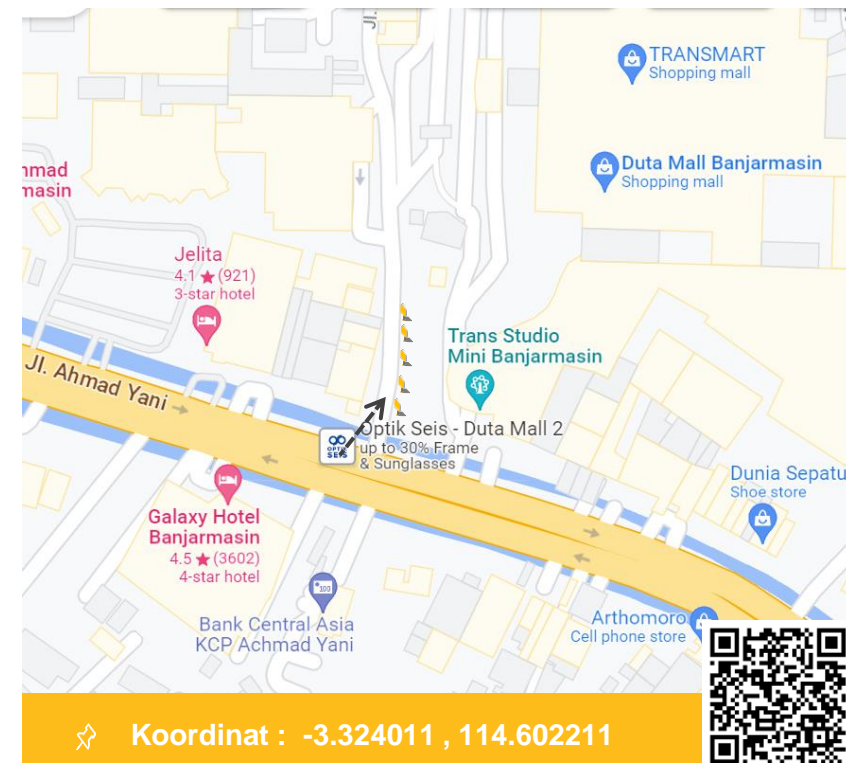 Jl.
TRANSMART
Shopping mall
Duta Mall Banjarmasin
Shopping mall
hmad
masin
Jelita
4.1 ★ (921)
3-star hotel
Trans Studio
Mini Banjarmasin
Jl. Ahmad Yani
Optik Seis - Duta Mall 2
up to 30% Frame
& Sunglasses
OPTIK
SEIS
Dunia Sepatu
Shoe store
Galaxy Hotel
Banjarmasin
4.5 ★ (3602)
4-star hotel
Bank Central Asia
KCP Achmad Yani
Arthomoro
Cell phone store
Koordinat : -3.324011 , 114.602211